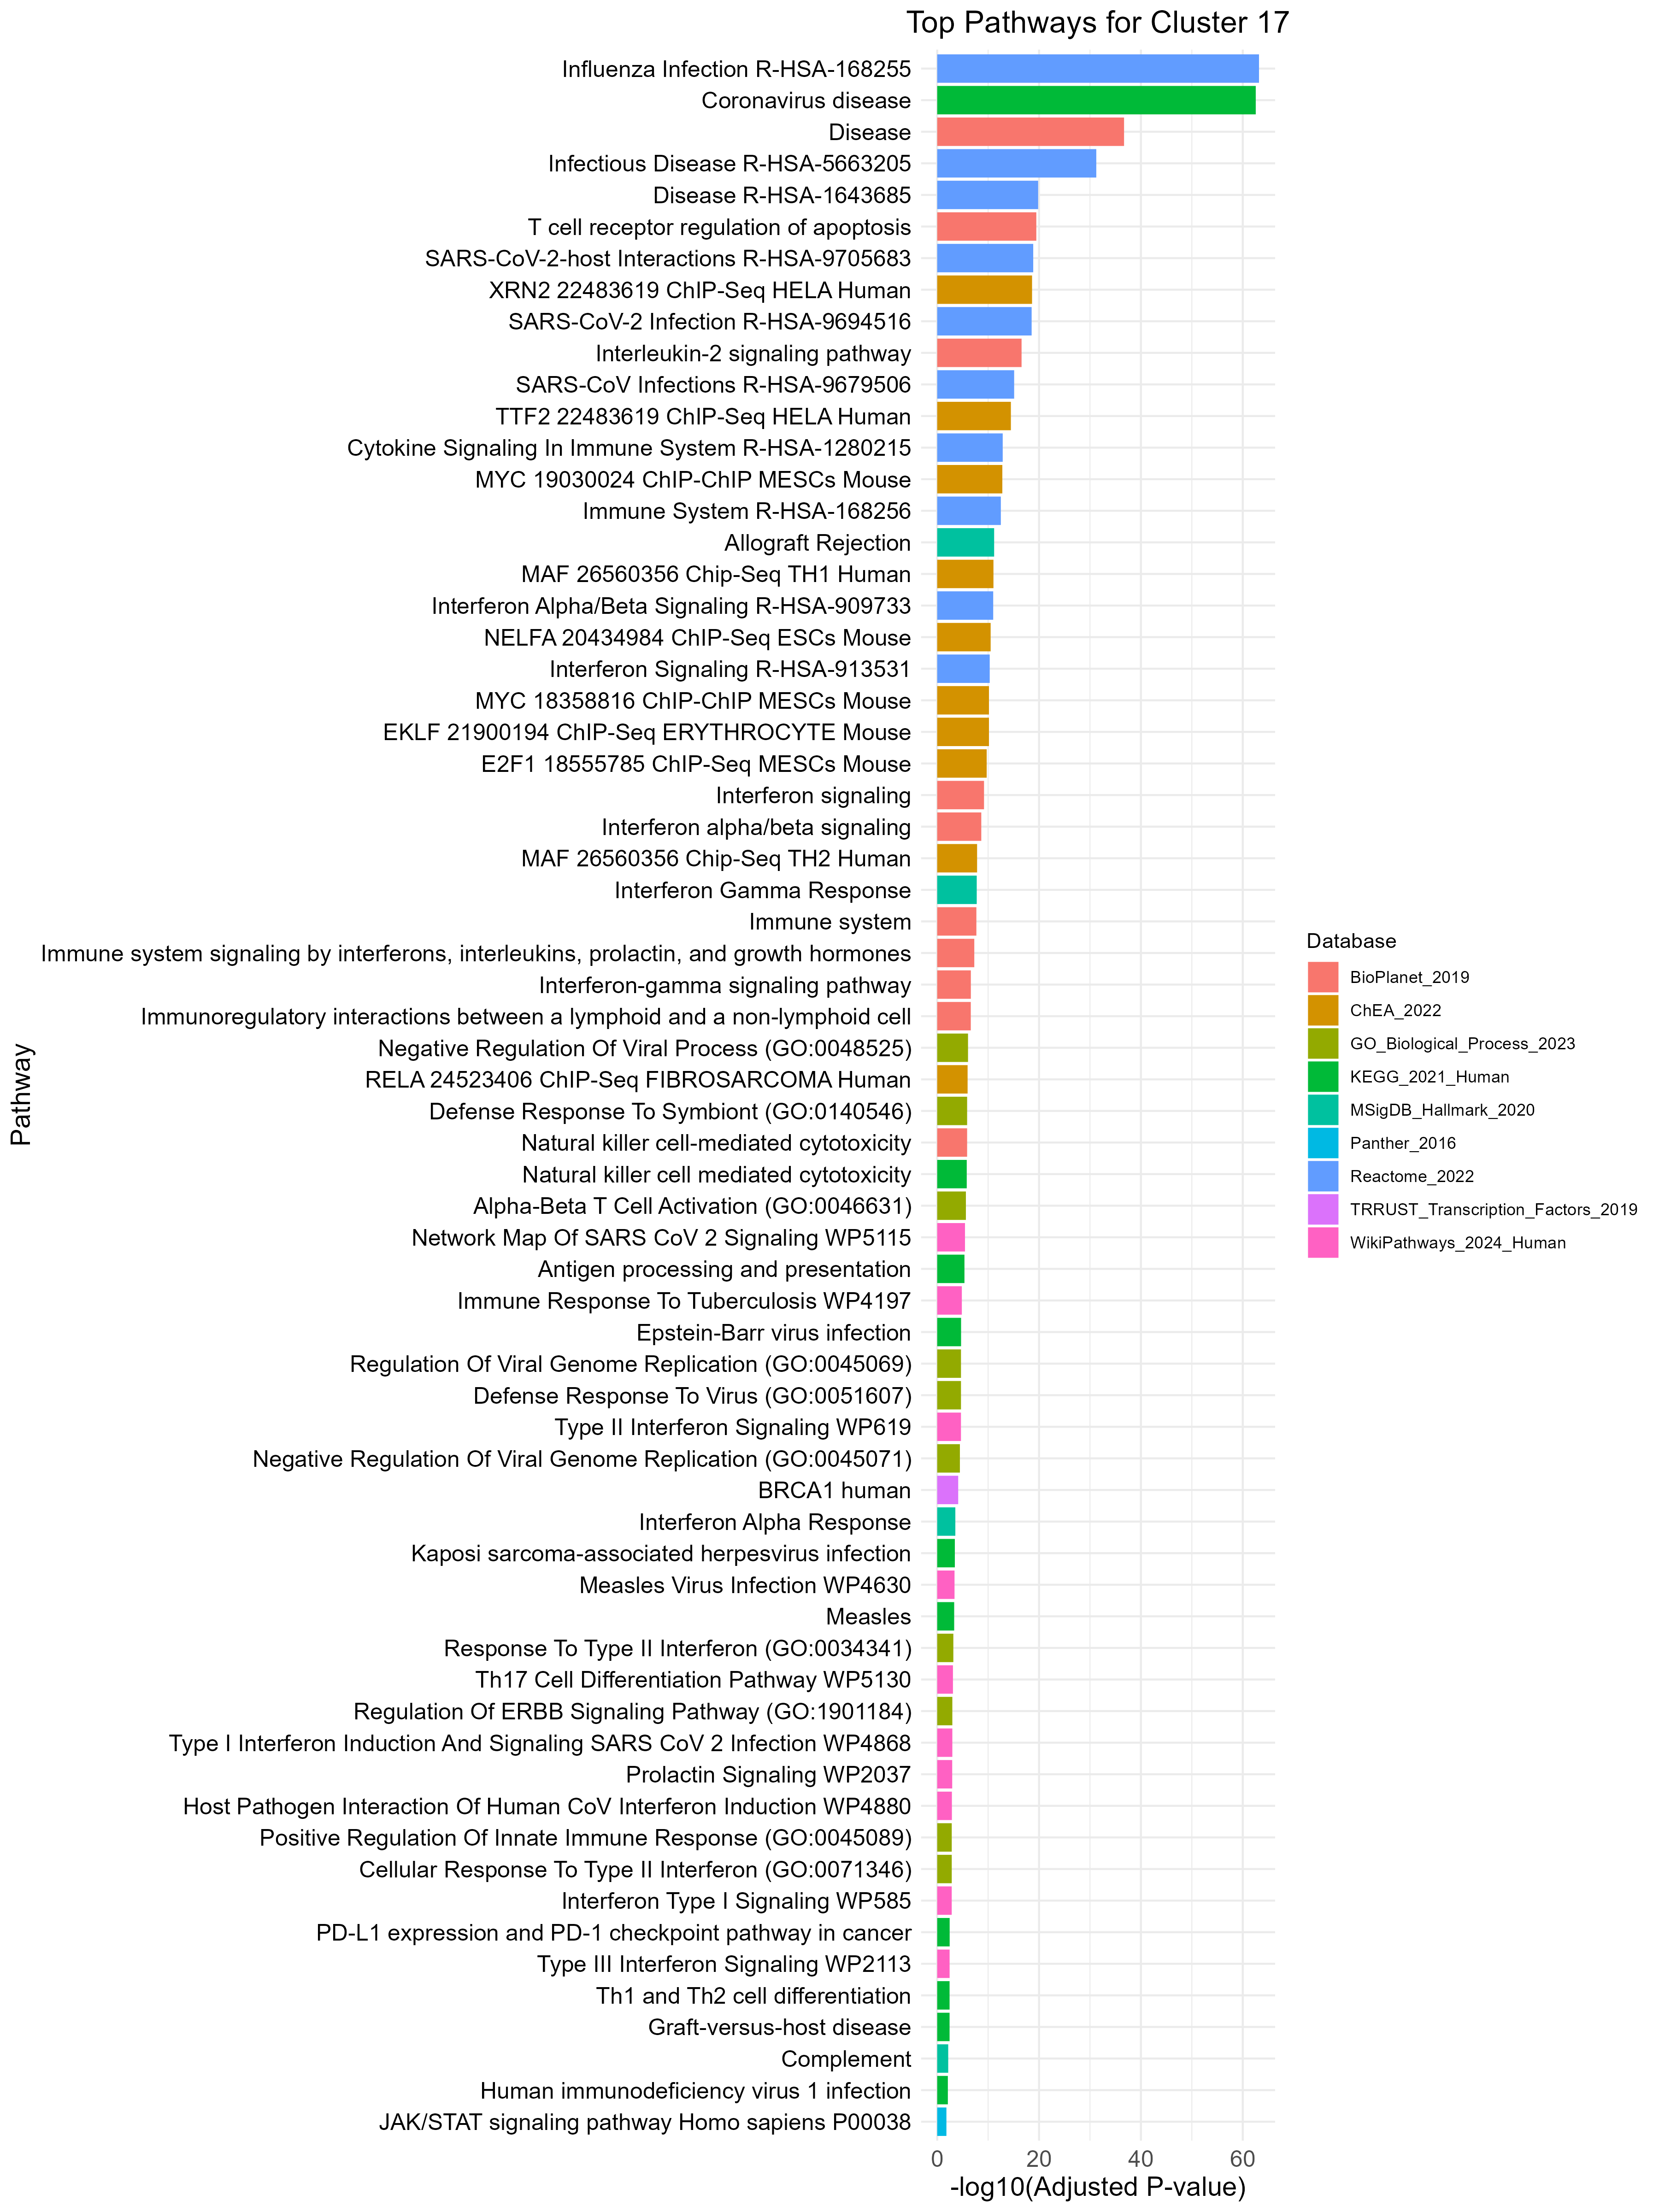 Top Pathways for Cluster 17
Influenza Infection R-HSA-168255
Coronavirus disease
Disease
Infectious Disease R-HSA-5663205
Disease R-HSA-1643685
T cell receptor regulation of apoptosis
SARS-CoV-2-host Interactions R-HSA-9705683
XRN2 22483619 ChIP-Seq HELA Human
SARS-CoV-2 Infection R-HSA-9694516
Interleukin-2 signaling pathway
SARS-CoV Infections R-HSA-9679506
TTF2 22483619 ChIP-Seq HELA Human
Cytokine Signaling In Immune System R-HSA-1280215
MYC 19030024 ChIP-ChIP MESCs Mouse
Immune System R-HSA-168256
Allograft Rejection
MAF 26560356 Chip-Seq TH1 Human
Interferon Alpha/Beta Signaling R-HSA-909733
NELFA 20434984 ChIP-Seq ESCs Mouse
Interferon Signaling R-HSA-913531
MYC 18358816 ChIP-ChIP MESCs Mouse
EKLF 21900194 ChIP-Seq ERYTHROCYTE Mouse
E2F1 18555785 ChIP-Seq MESCs Mouse
Interferon signaling
Interferon alpha/beta signaling
MAF 26560356 Chip-Seq TH2 Human
Interferon Gamma Response
Immune system
Immune system signaling by interferons, interleukins, prolactin, and growth hormones
Interferon-gamma signaling pathway
Immunoregulatory interactions between a lymphoid and a non-lymphoid cell
Negative Regulation Of Viral Process (GO:0048525)
RELA 24523406 ChIP-Seq FIBROSARCOMA Human
Defense Response To Symbiont (GO:0140546)
Natural killer cell-mediated cytotoxicity
Natural killer cell mediated cytotoxicity
Alpha-Beta T Cell Activation (GO:0046631)
Network Map Of SARS CoV 2 Signaling WP5115
Antigen processing and presentation
Immune Response To Tuberculosis WP4197
Epstein-Barr virus infection
Regulation Of Viral Genome Replication (GO:0045069)
Defense Response To Virus (GO:0051607)
Type II Interferon Signaling WP619
Negative Regulation Of Viral Genome Replication (GO:0045071)
BRCA1 human
Interferon Alpha Response
Kaposi sarcoma-associated herpesvirus infection
Measles Virus Infection WP4630
Measles
Response To Type II Interferon (GO:0034341)
Th17 Cell Differentiation Pathway WP5130
Regulation Of ERBB Signaling Pathway (GO:1901184)
Type I Interferon Induction And Signaling SARS CoV 2 Infection WP4868
Prolactin Signaling WP2037
Host Pathogen Interaction Of Human CoV Interferon Induction WP4880
Positive Regulation Of Innate Immune Response (GO:0045089)
Cellular Response To Type II Interferon (GO:0071346)
Interferon Type I Signaling WP585
PD-L1 expression and PD-1 checkpoint pathway in cancer
Type III Interferon Signaling WP2113
Th1 and Th2 cell differentiation
Graft-versus-host disease
Complement
Human immunodeficiency virus 1 infection
JAK/STAT signaling pathway Homo sapiens P00038
0 20 40 60
-log10(Adjusted P-value)
Pathway
Database
BioPlanet_2019
ChEA_2022
GO_Biological_Process_2023
KEGG_2021_Human
MSigDB_Hallmark_2020
Panther_2016
Reactome_2022
TRRUST_Transcription_Factors_2019
WikiPathways_2024_Human